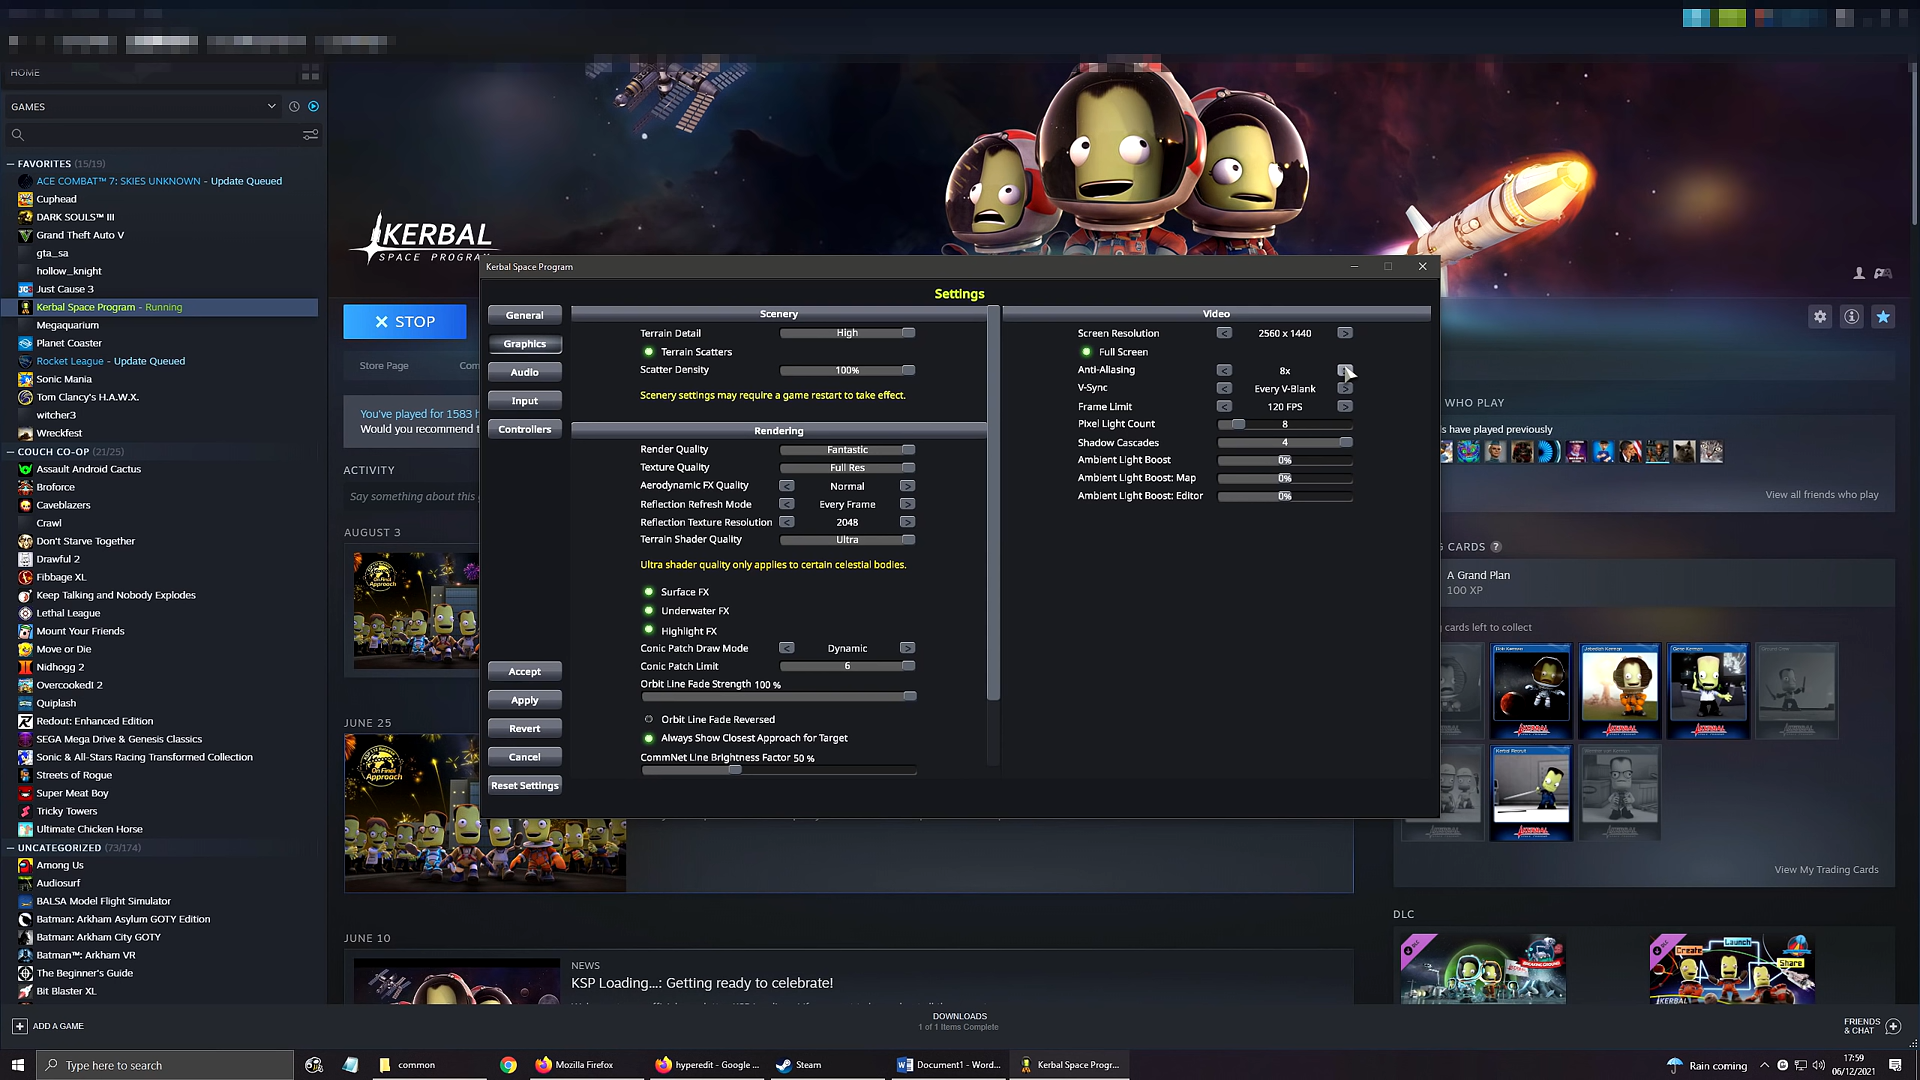 HOME
GAMES
FAVORITES (15/19)
ACE COMBAT™ 7: SKIES UNKNOWN - Update Queued
Cuphead
DARK SOULS™ III
Grand Theft Auto V
gta_sa
hollow_knight
Just Cause 3
Kerbal Space Program - Running
Megaquarium
Planet Coaster
Rocket League - Update Queued
Sonic Mania
Tom Clancy's H.A.W.X.
witcher3
Wreckfest
COUCH CO-OP (21/25)
Assault Android Cactus
Broforce
Caveblazers
Crawl
Don't Starve Together
Drawful 2
Fibbage XL
Keep Talking and Nobody Explodes
Lethal League
Mount Your Friends
Move or Die
Nidhogg 2
Overcooked! 2
Quiplash
Redout: Enhanced Edition
SEGA Mega Drive & Genesis Classics
Sonic & All-Stars Racing Transformed Collection
Streets of Rogue
Super Meat Boy
Tricky Towers
Ultimate Chicken Horse
UNCATEGORIZED (73/174)
Among Us
Audiosurf
BALSA Model Flight Simulator
Batman: Arkham Asylum GOTY Edition
Batman: Arkham City GOTY
Batman™: Arkham VR
The Beginner's Guide
Bit Blaster XL
ADD A GAME
KERBAL
SPACE PROGRAM
STOP
Store Page
Com
You've played for 1583 h
Would you recommend t
ACTIVITY
Say something about this
AUGUST 3
JUNE 25
JUNE 10
NEWS
KSP Loading...: Getting ready to celebrate!
Kerbal Space Program
Settings
General
Graphics
Audio
Input
Controllers
Accept
Apply
Revert
Cancel
Reset Settings
Scenery
Terrain Detail High
Terrain Scatters
Scatter Density 100%
Scenery settings may require a game restart to take effect.
Rendering
Render Quality Fantastic
Texture Quality Full Res
Aerodynamic FX Quality < Normal >
Reflection Refresh Mode < Every Frame >
Reflection Texture Resolution < 2048 >
Terrain Shader Quality Ultra
Ultra shader quality only applies to certain celestial bodies.
Surface FX
Underwater FX
Highlight FX
Conic Patch Draw Mode < Dynamic >
Conic Patch Limit 6
Orbit Line Fade Strength 100 %
Orbit Line Fade Reversed
Always Show Closest Approach for Target
CommNet Line Brightness Factor 50 %
Video
Screen Resolution < 2560 x 1440 >
Full Screen
Anti-Aliasing < 8x
V-Sync < Every V-Blank >
Frame Limit < 120 FPS >
Pixel Light Count 8
Shadow Cascades 4
Ambient Light Boost 0%
Ambient Light Boost: Map 0%
Ambient Light Boost: Editor 0%
WHO PLAY
s have played previously
View all friends who play
G CARDS ?
A Grand Plan
100 XP
cards left to collect
Bob Kerman
Jebediah Kerman
Gene Kerman
Kerbal Recruit
View My Trading Cards
DLC
Create
Launch
Share
KERBAL
DOWNLOADS
1 of 1 Items Complete
FRIENDS
& CHAT
Type here to search
common
Mozilla Firefox
hyperedit - Google ...
Steam
Document1 - Word...
Kerbal Space Progr...
Rain coming
17:59
06/12/2021